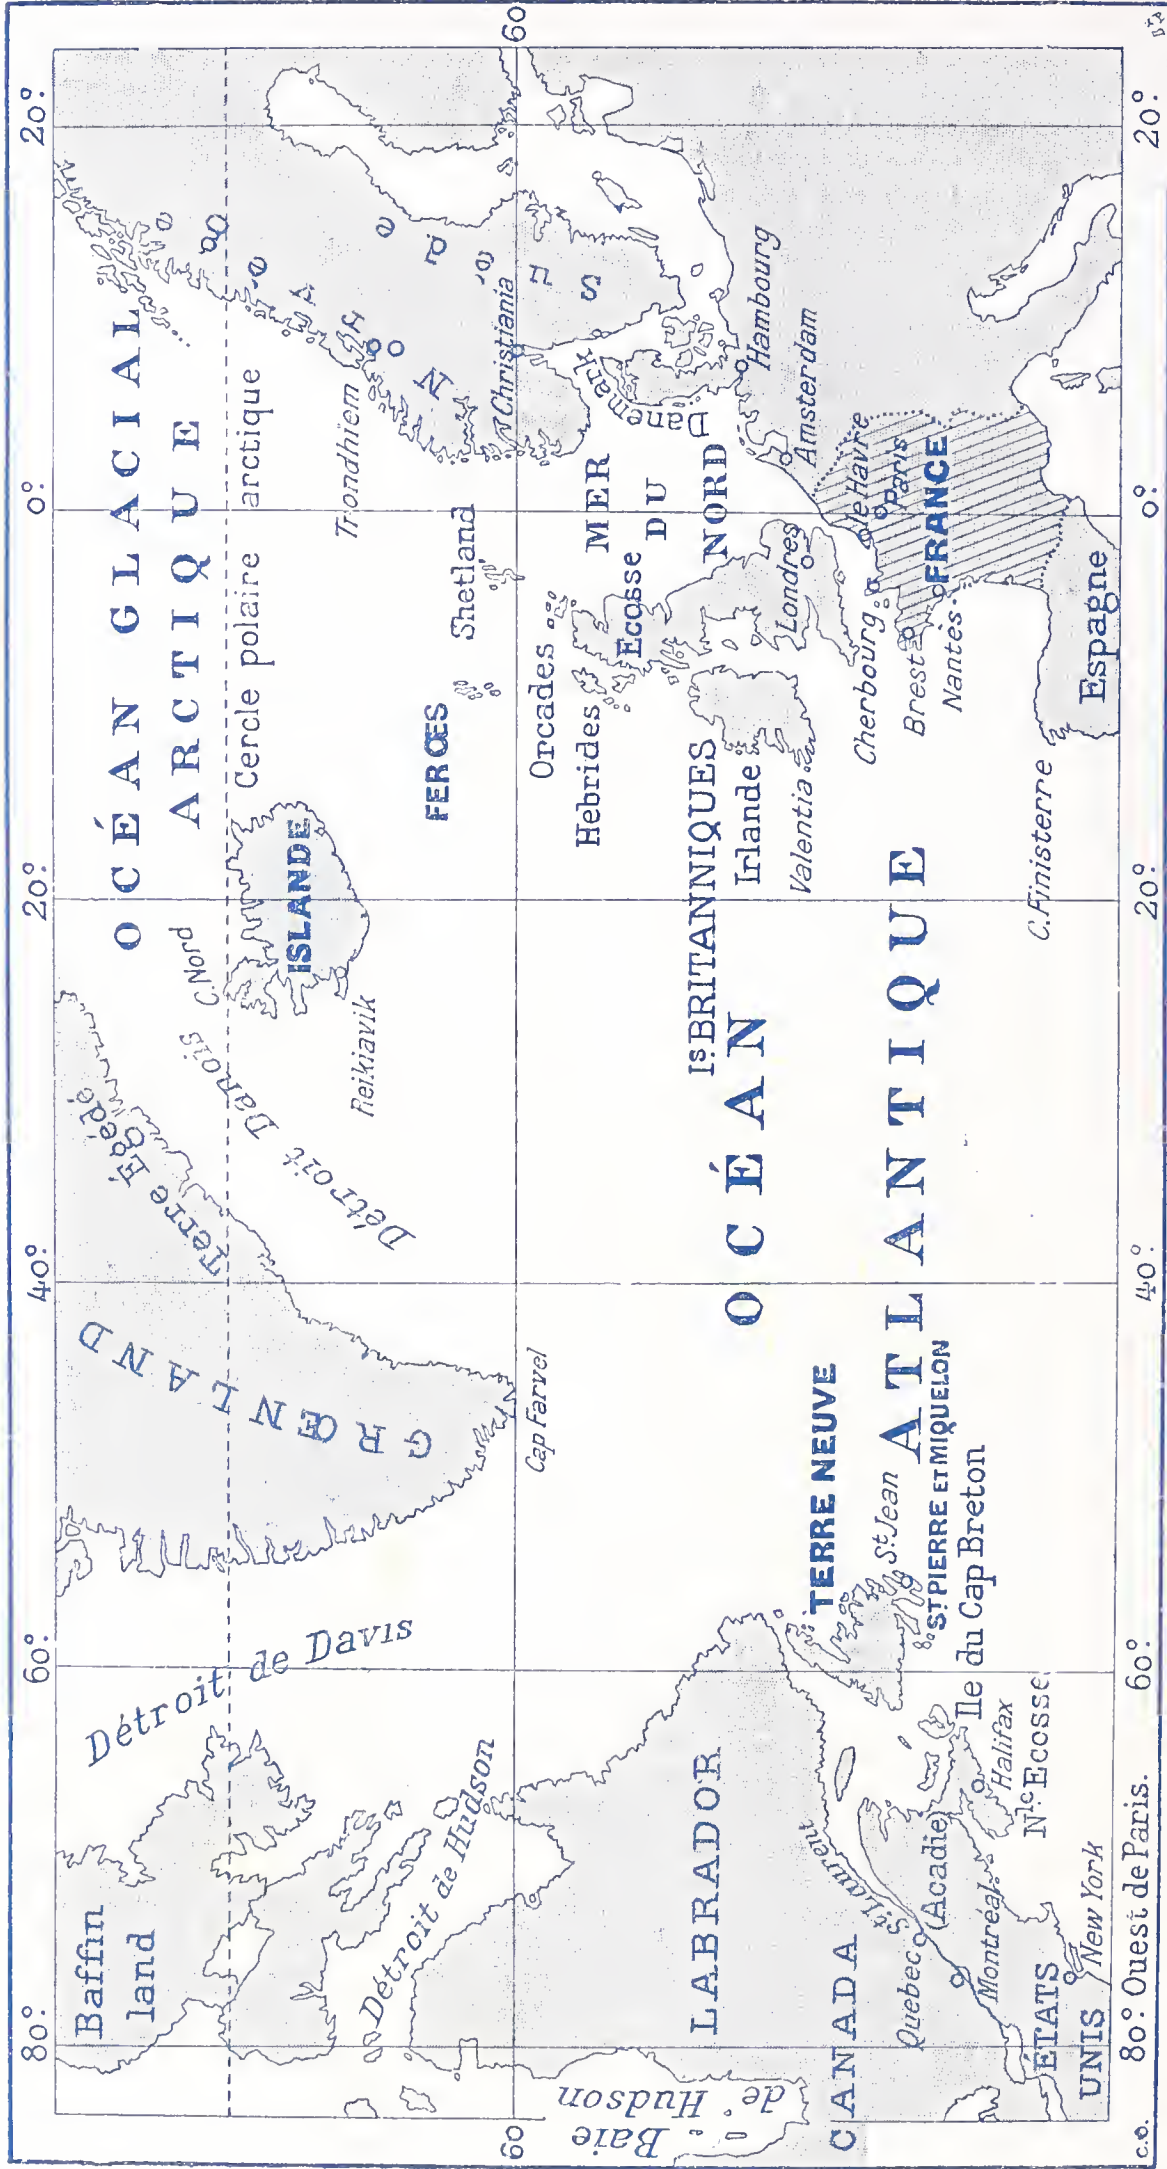 80°.
60°.
40°.
20°.
0°.
20°.
OCÉAN GLACIAL
ARCTIQUE
Cercle polaire arctique
Baffin
land
Détroit de Davis
GRŒNLAND
Terre Égédé
Détroit Danois
C. Nord
ISLANDE
Reikiavik
Trondhiem
NORVÈGE
SUÈDE
Christiania
Détroit de Hudson
Cap Farvel
FEROES
Shetland
60
60
Baie
de Hudson
Orcades
Hebrides
Ecosse
MER
DU
NORD
Danemark
Hambourg
Amsterdam
LABRADOR
Is. BRITANNIQUES
Irlande
Valentia
Londres
OCÉAN
ATLANTIQUE
TERRE NEUVE
St. Jean
ST. PIERRE ET MIQUELON
Ile du Cap Breton
CANADA
St. Laurent
Quebec
(Acadie)
Montréal
Halifax
Nle Ecosse
ÉTATS
UNIS
New York
Cherbourg
le Havre
Paris
Brest
Nantes
FRANCE
C. Finisterre
Espagne
c.o.
80°. Ouest de Paris.
60°.
40°.
20°.
0°.
20°.